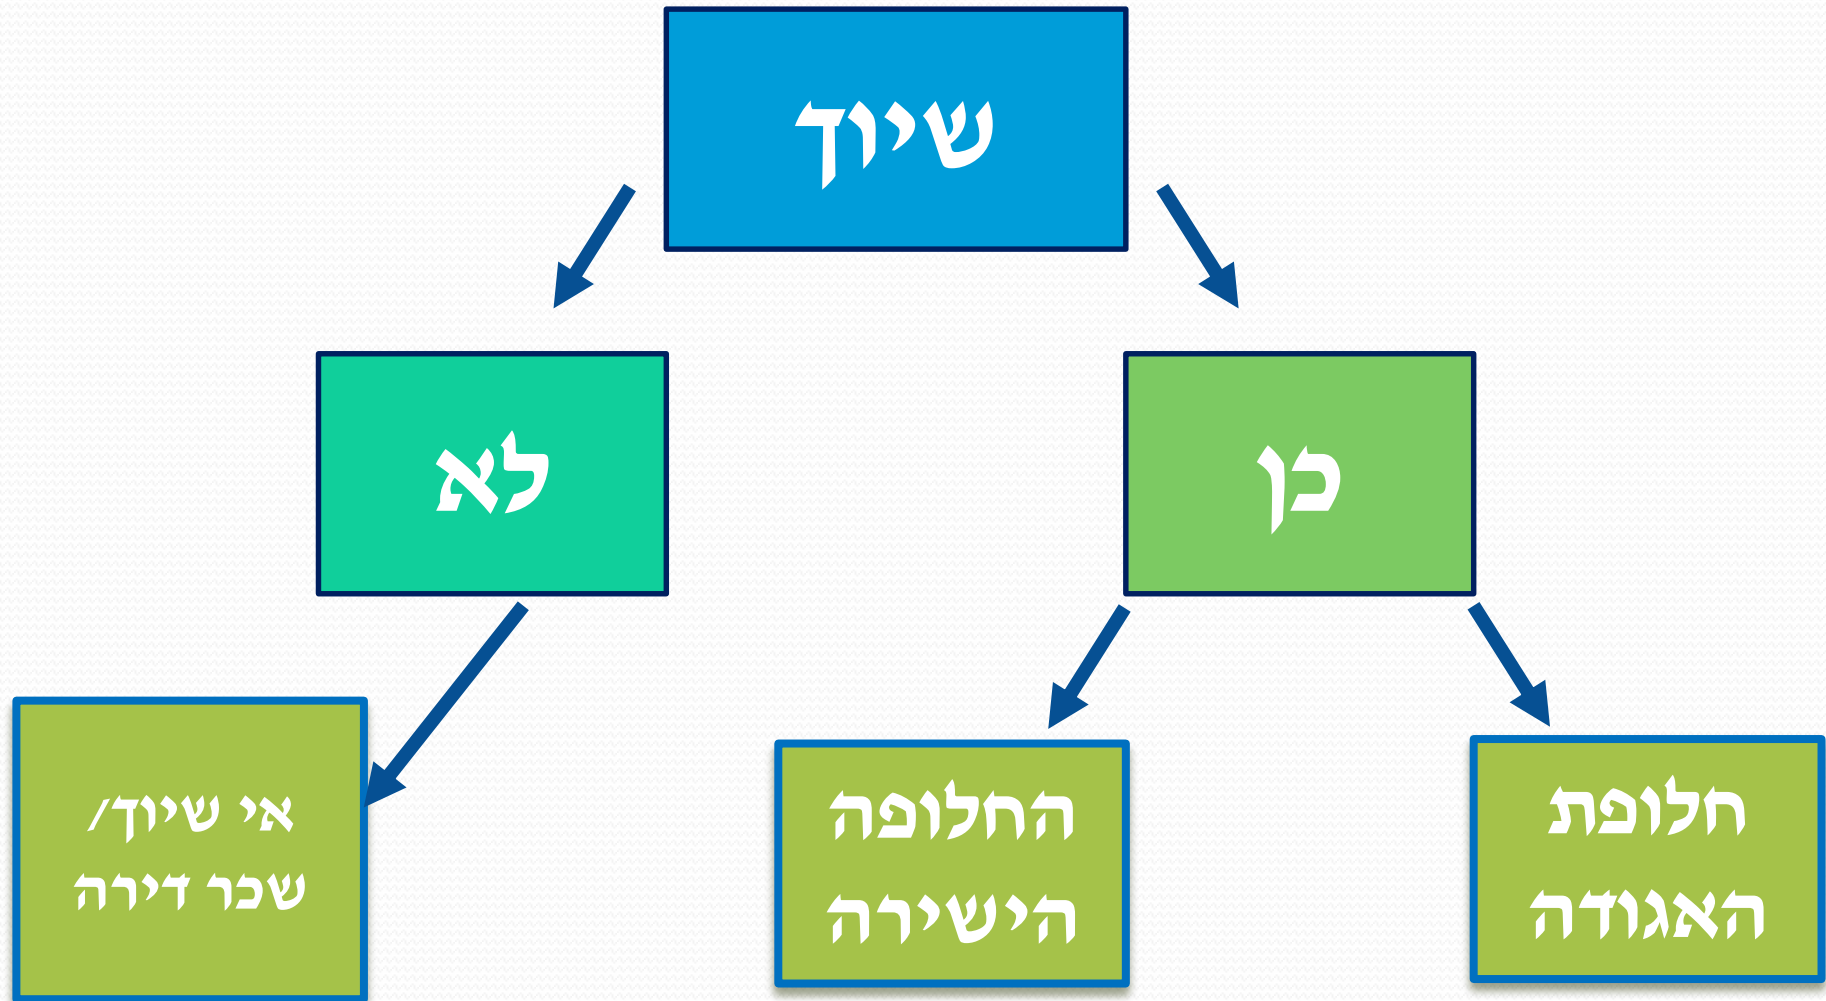 שיוך
כן
לא
חלופת
האגודה
החלופה
הישירה
אי שיוך/
שכר דירה